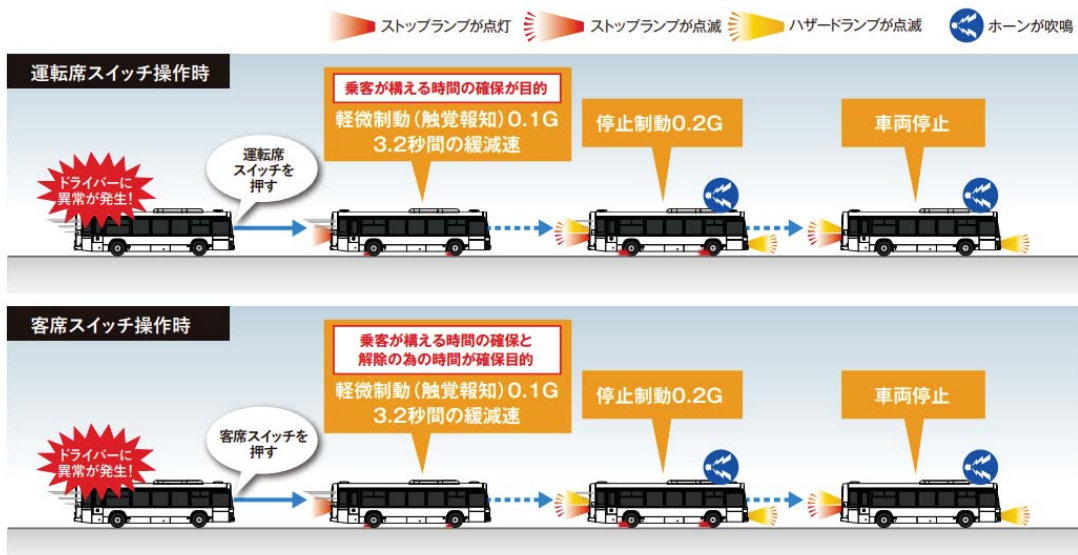 ストップランプが点灯
ストップランプが点滅
ハザードランプが点滅
ホーンが吹鳴
運転席スイッチ操作時
ドライバーに
異常が発生!
運転席
スイッチを
押す
乗客が構える時間の確保が目的
軽微制動(触覚報知)0.1G
3.2秒間の緩減速
停止制動0.2G
車両停止
客席スイッチ操作時
ドライバーに
異常が発生!
客席スイッチを
押す
乗客が構える時間の確保と
解除の為の時間が確保目的
軽微制動(触覚報知)0.1G
3.2秒間の緩減速
停止制動0.2G
車両停止